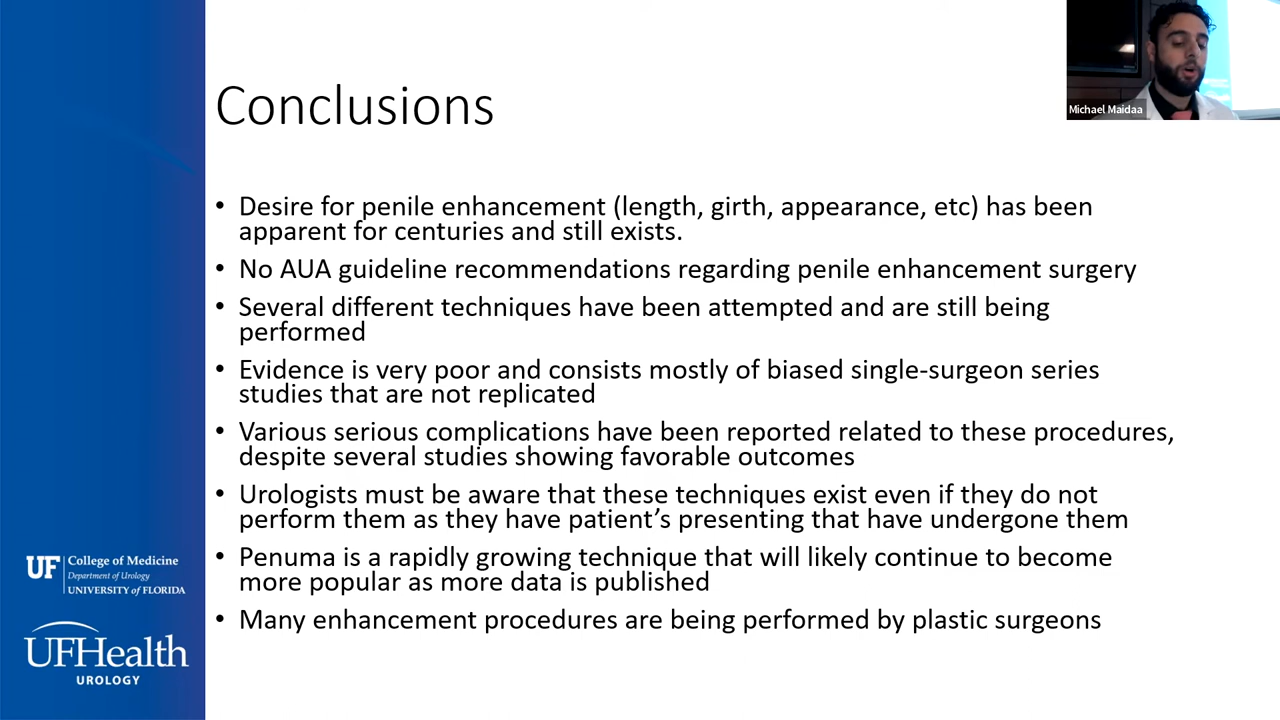 Michael Maidaa
Conclusions
• Desire for penile enhancement (length, girth, appearance, etc) has been
apparent for centuries and still exists.
• No AUA guideline recommendations regarding penile enhancement surgery
• Several different techniques have been attempted and are still being
performed
• Evidence is very poor and consists mostly of biased single-surgeon series
studies that are not replicated
• Various serious complications have been reported related to these procedures,
despite several studies showing favorable outcomes
• Urologists must be aware that these techniques exist even if they do not
perform them as they have patient's presenting that have undergone them
• Penuma is a rapidly growing technique that will likely continue to become
more popular as more data is published
• Many enhancement procedures are being performed by plastic surgeons
UF College of Medicine
Department of Urology
UNIVERSITY of FLORIDA
UFHealth
UROLOGY